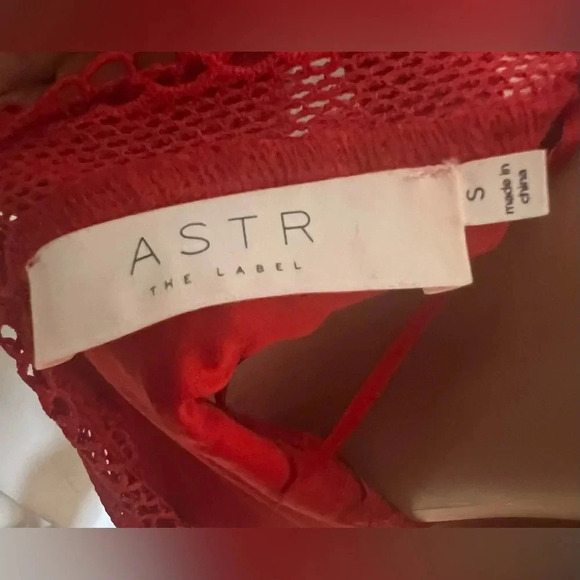 ASTR
THE LABEL
S
made in
china